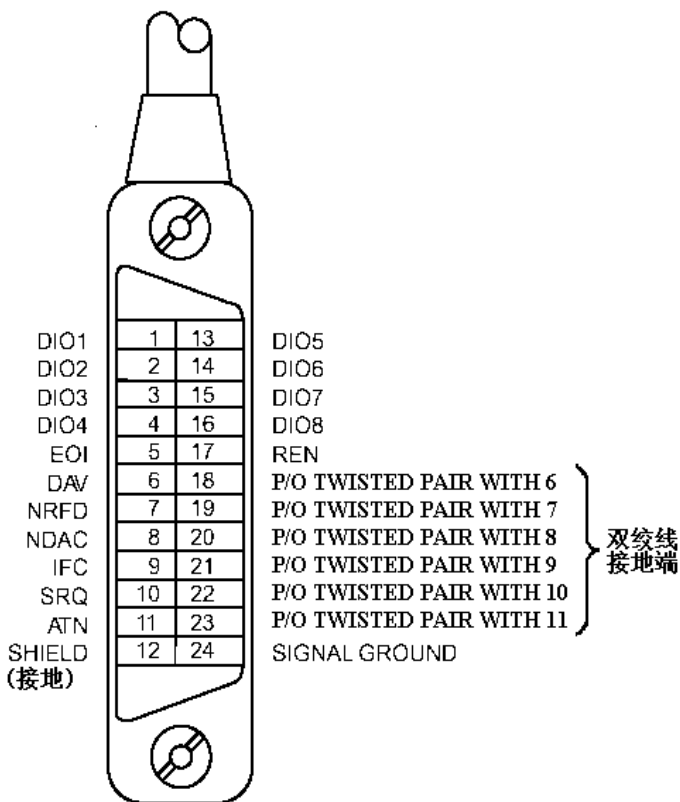 DIO1 1 13 DIO5
DIO2 2 14 DIO6
DIO3 3 15 DIO7
DIO4 4 16 DIO8
EOI 5 17 REN
DAV 6 18 P/O TWISTED PAIR WITH 6
NRFD 7 19 P/O TWISTED PAIR WITH 7
NDAC 8 20 P/O TWISTED PAIR WITH 8
IFC 9 21 P/O TWISTED PAIR WITH 9
SRQ 10 22 P/O TWISTED PAIR WITH 10
ATN 11 23 P/O TWISTED PAIR WITH 11
双绞线
接地端
SHIELD 12 24 SIGNAL GROUND
(接地)